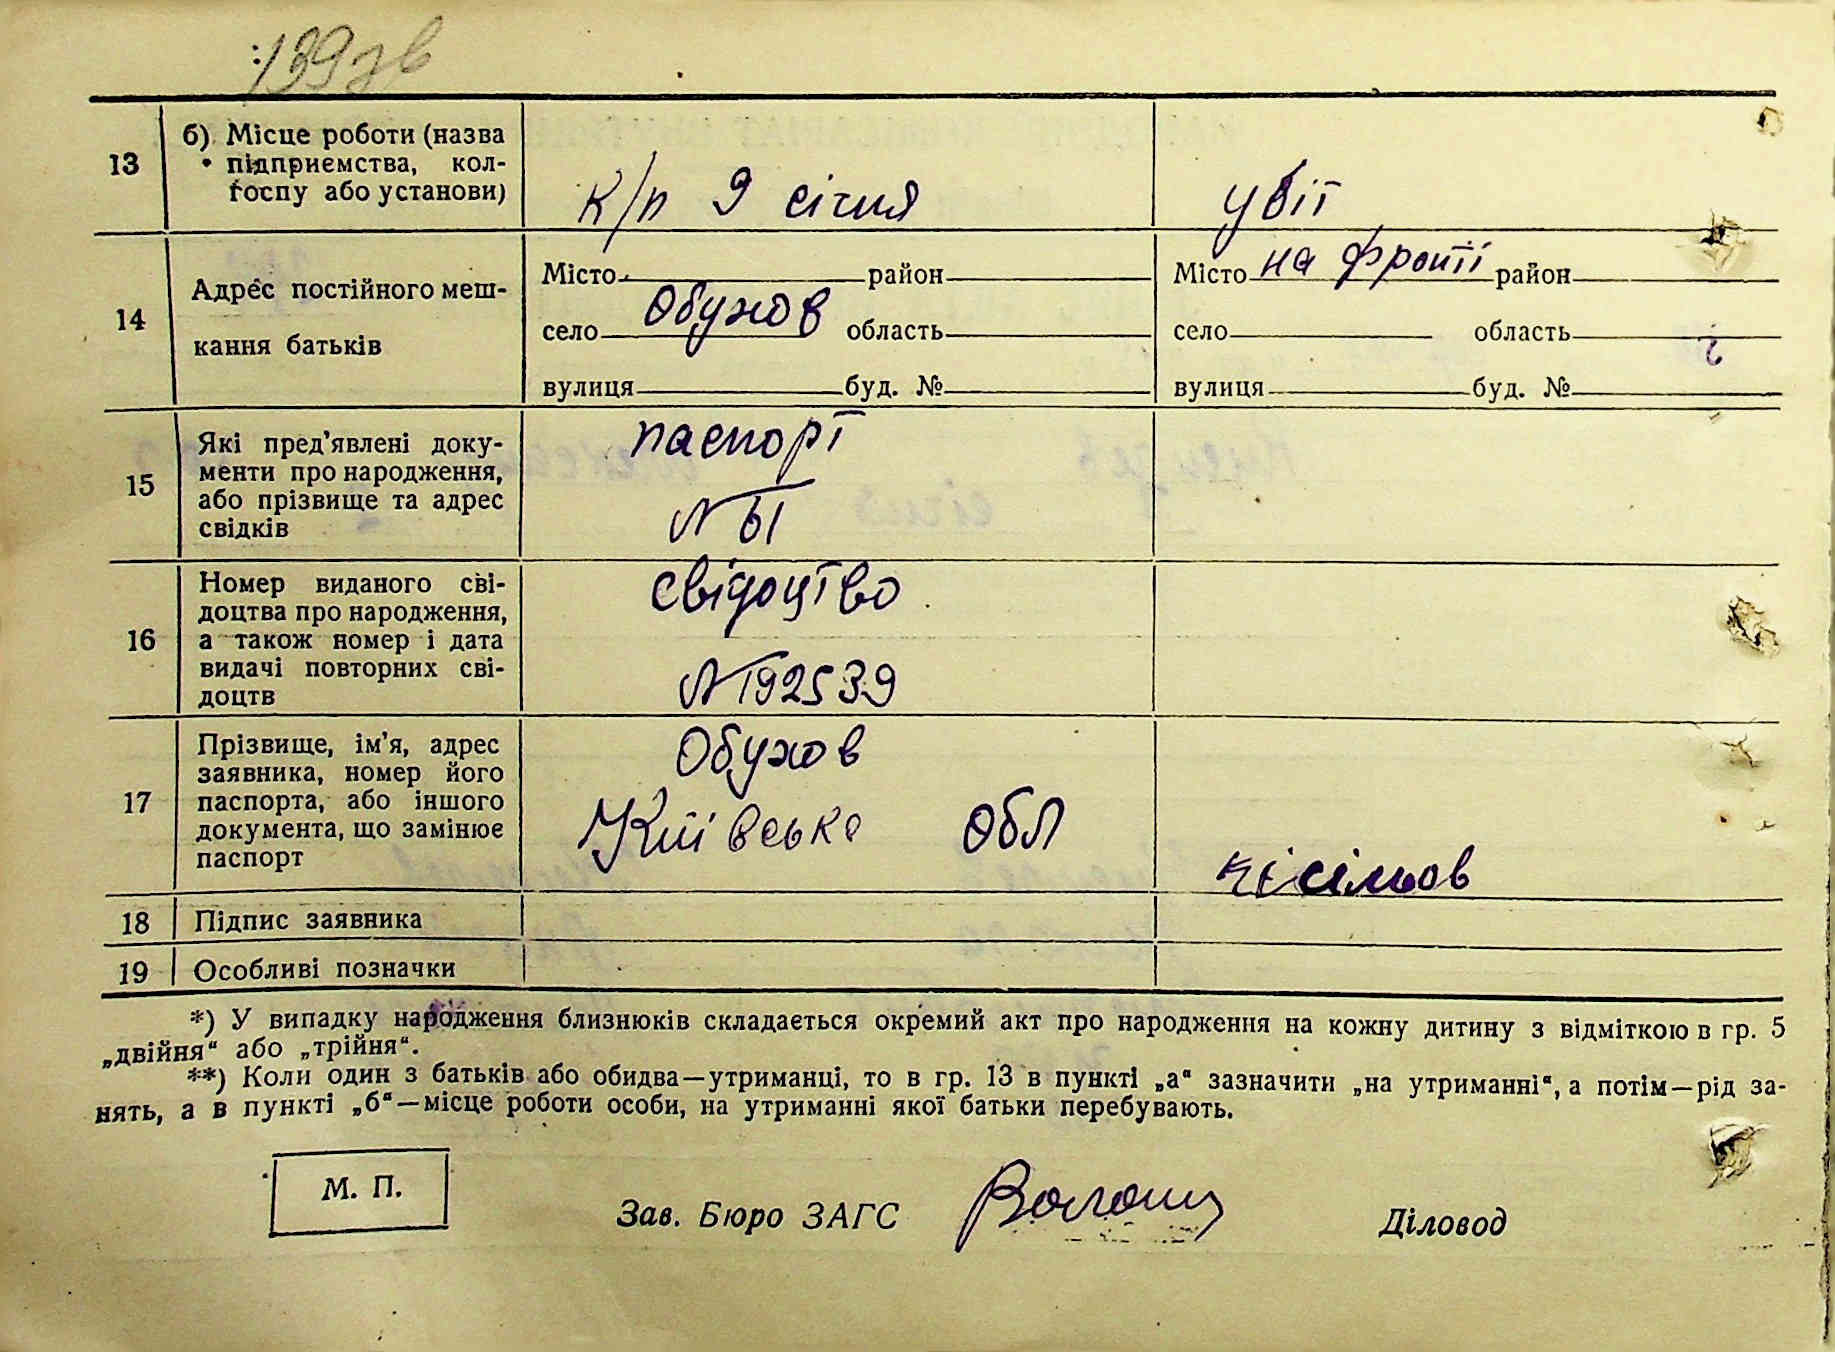 139зв
13
б) Місце роботи (назва
підприємства, кол-
госпу або установи)
к/п 9 січня
убіт
14
Адрес постійного меш-
кання батьків
Місто район
село Обухов область
вулиця буд. №
Місто на фронті район
село область
вулиця буд. №
15
Які пред'явлені доку-
менти про народження,
або прізвище та адрес
свідків
паспорт
№ 61
16
Номер виданого сві-
доцтва про народження,
а також номер і дата
видачі повторних сві-
доцтв
свідоцтво
№ 192539
17
Прізвище, ім'я, адрес
заявника, номер його
паспорта, або іншого
документа, що замінює
паспорт
Обухов
Київська обл
кісільов
18 Підпис заявника
19 Особливі позначки
*) У випадку народження близнюків складається окремий акт про народження на кожну дитину з відміткою в гр. 5
„двійня“ або „трійня“.
**) Коли один з батьків або обидва—утриманці, то в гр. 13 в пункті „а“ зазначити „на утриманні“, а потім—рід за-
нять, а в пункті „б“—місце роботи особи, на утриманні якої батьки перебувають.
М. П.
Зав. Бюро ЗАГС
Діловод